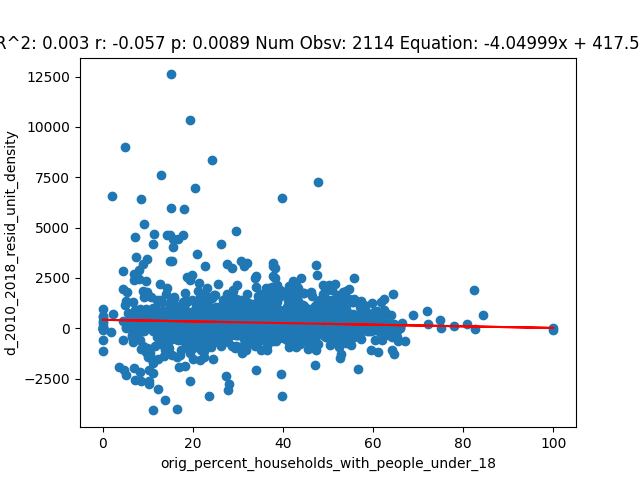 R^2: 0.003 r: -0.057 p: 0.0089 Num Obsv: 2114 Equation: -4.04999x + 417.5
12500
10000
7500
5000
2500
0
−2500
d_2010_2018_resid_unit_density
0 20 40 60 80 100
orig_percent_households_with_people_under_18